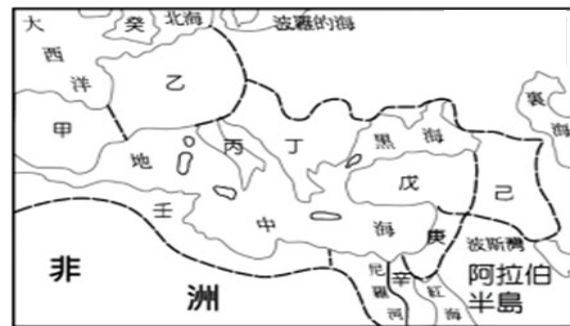 大西洋
癸
北海
波羅的海
乙
甲
地
丙
丁
黑海
裏海
戊
己
壬
中
海
庚
波斯灣
非洲
尼羅河
辛
紅海
阿拉伯
半島